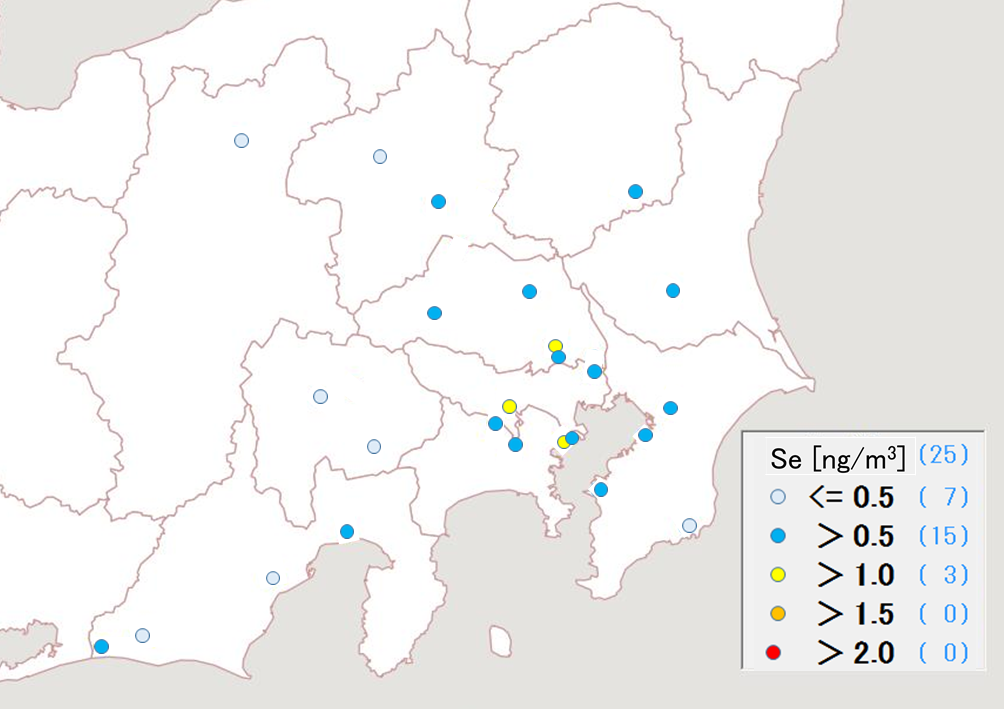 Se [ng/m³] (25)
<= 0.5 ( 7)
＞ 0.5 (15)
＞ 1.0 ( 3)
＞ 1.5 ( 0)
＞ 2.0 ( 0)